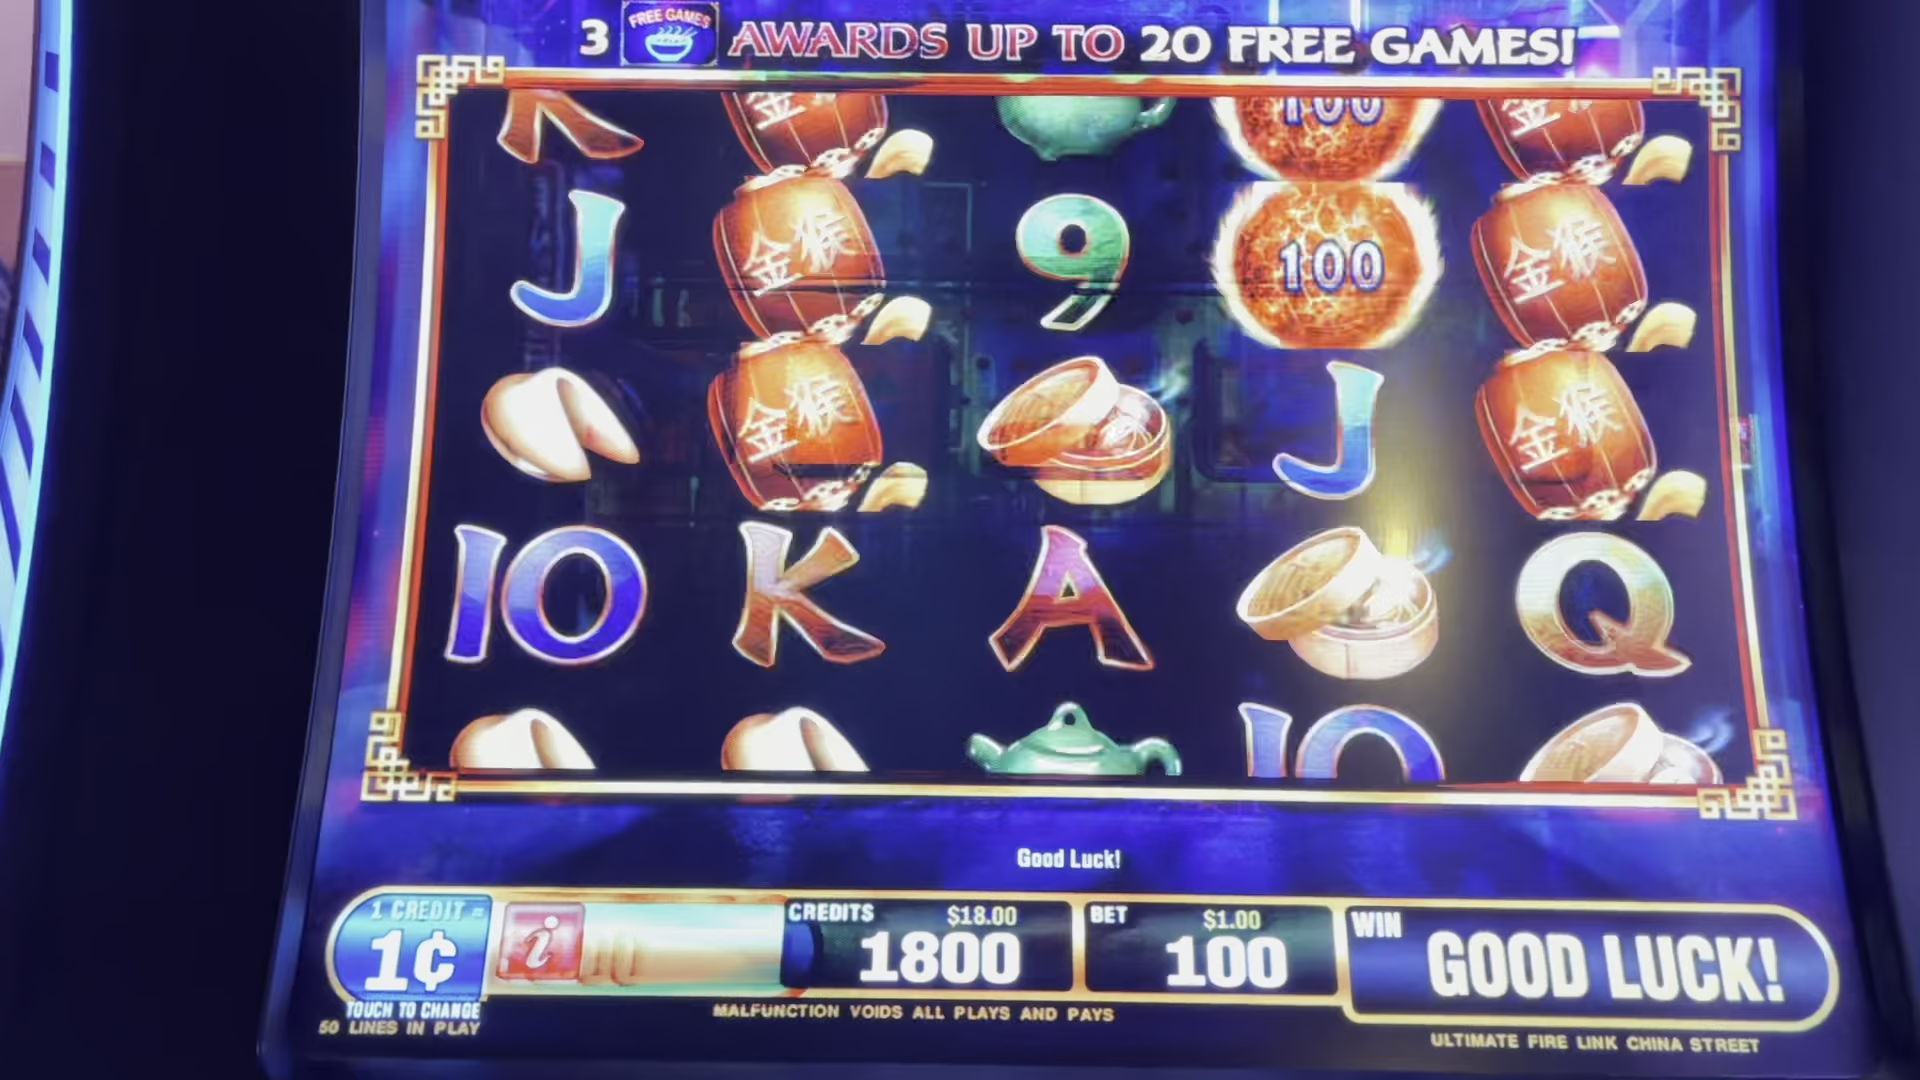 3 FREE GAMES AWARDS UP TO 20 FREE GAMES!
K 金 100 金
J 金猴 9 100 金猴
金猴 J 金猴
10 K A Q
10
Good Luck!
1 CREDIT =
1¢
TOUCH TO CHANGE
50 LINES IN PLAY
i
CREDITS $18.00
1800
BET $1.00
100
WIN
GOOD LUCK!
MALFUNCTION VOIDS ALL PLAYS AND PAYS
ULTIMATE FIRE LINK CHINA STREET